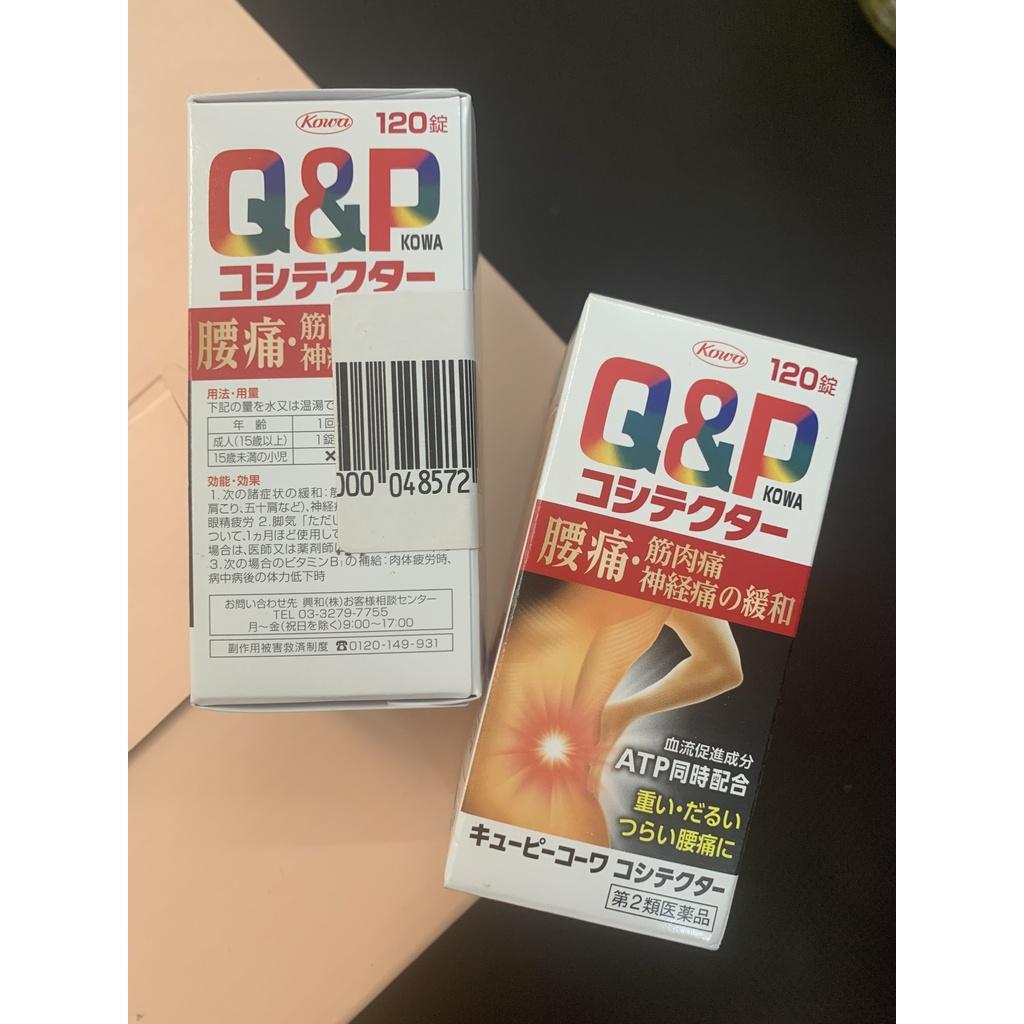 Kowa
120錠
Q&P
KOWA
コシテクター
腰痛・
用法・用量
下記の量を水又は温湯で
年 齢 1回
成人(15歳以上) 1錠
15歳未満の小児 ×
効能・効果
1.次の諸症状の緩和:
肩こり、五十肩など)、神経
眼精疲労 2.脚気「ただし
ついて、1ヵ月ほど使用して
場合は、医師又は薬剤師
3.次の場合のビタミンB1の補給:肉体疲労時、
病中病後の体力低下時
お問い合わせ先 興和(株)お客様相談センター
TEL 03-3279-7755
月〜金(祝日を除く)9:00〜17:00
副作用被害救済制度 ☎0120-149-931
048572
Kowa
120錠
Q&P
KOWA
コシテクター
腰痛・筋肉痛
神経痛の緩和
血流促進成分
ATP同時配合
重い・だるい
つらい腰痛に
キューピーコーワ コシテクター
第2類医薬品